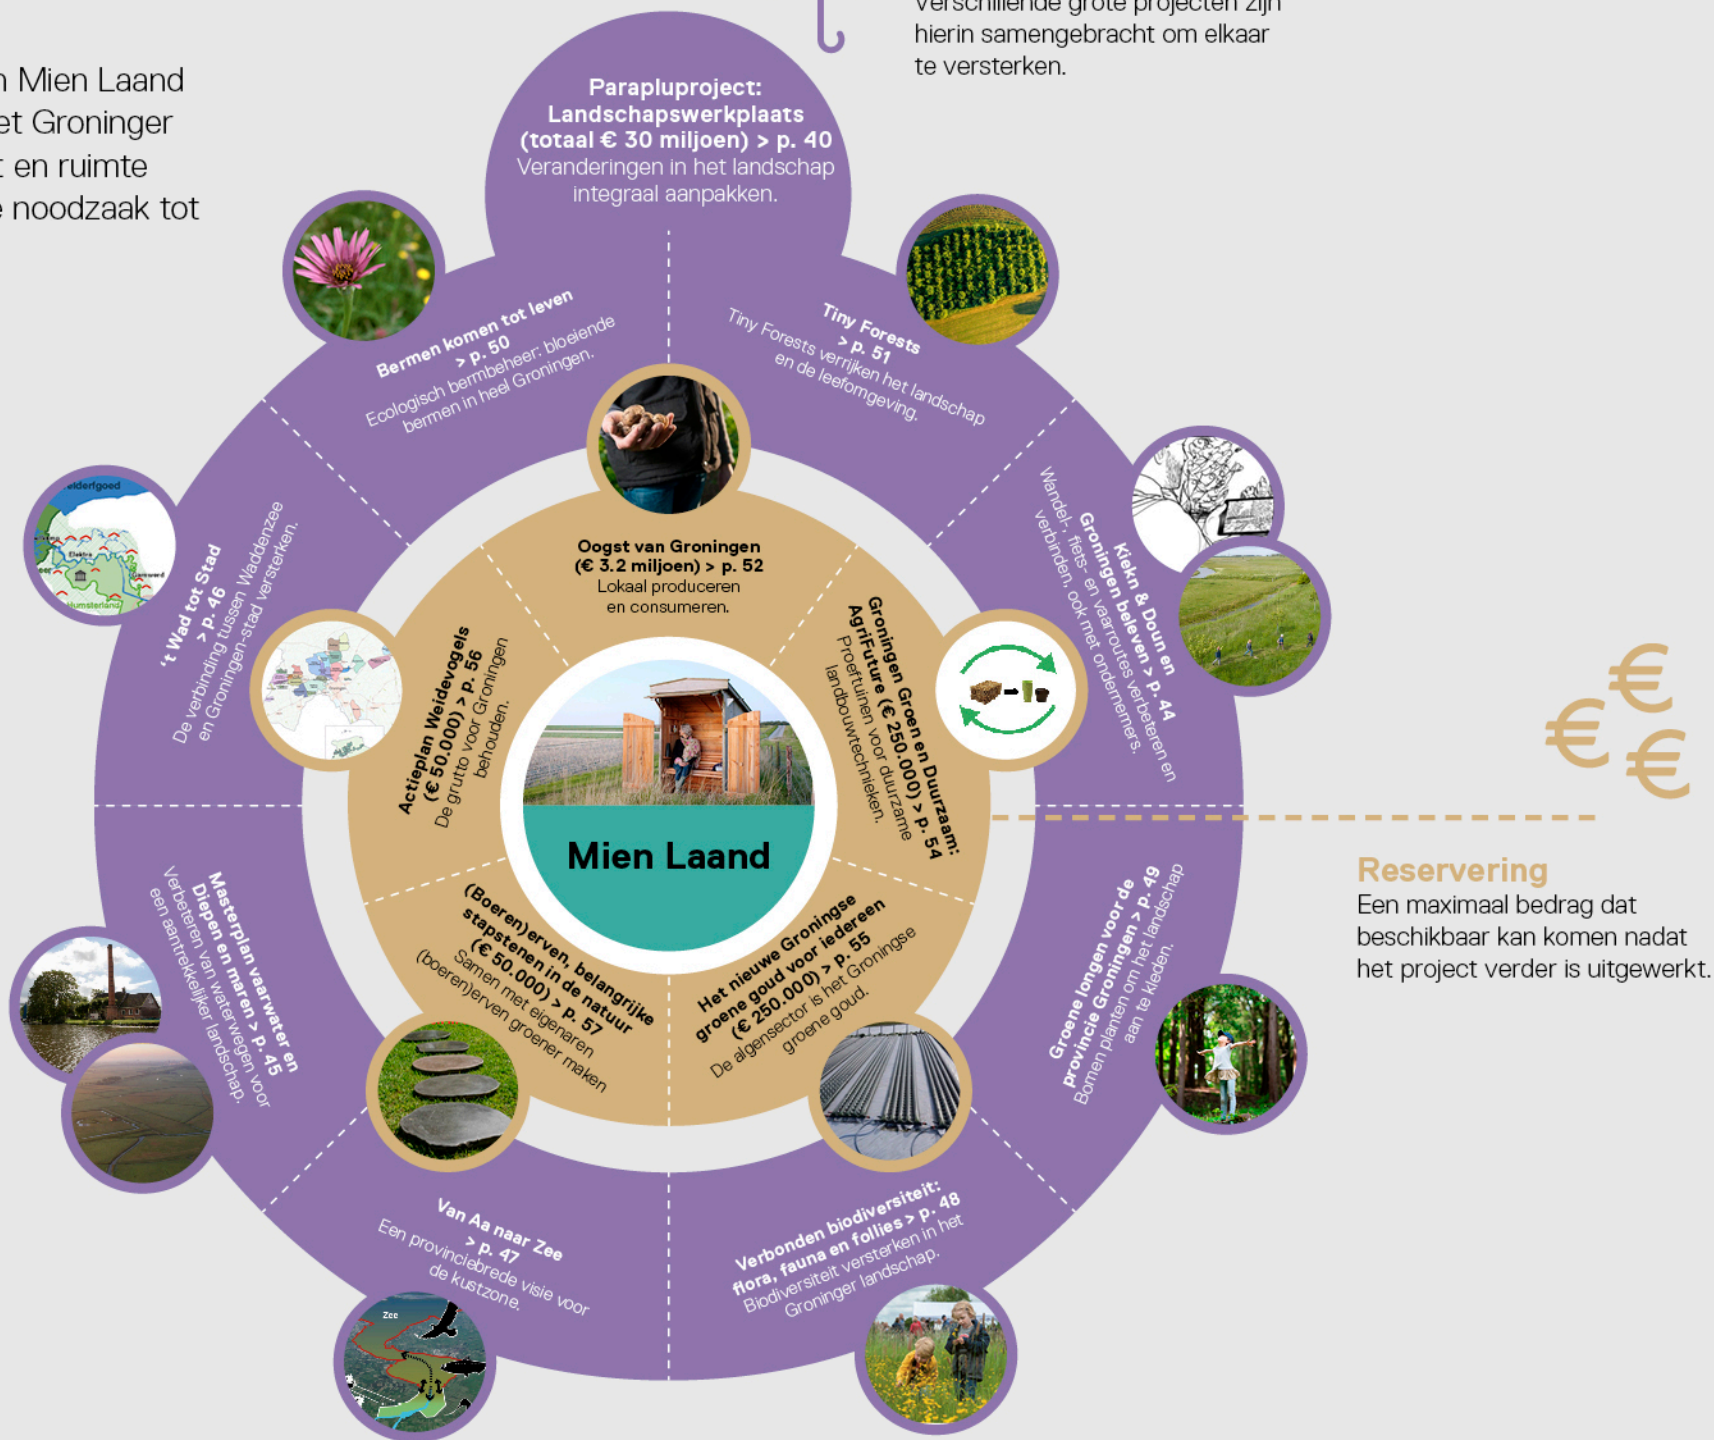 n Mien Laand
et Groninger
t en ruimte
e noodzaak tot
Verschillende grote projecten zijn
hierin samengebracht om elkaar
te versterken.
Parapluproject:
Landschapswerkplaats
(totaal € 30 miljoen) > p. 40
Veranderingen in het landschap
integraal aanpakken.
Bermen komen tot leven
> p. 50
Ecologisch bermbeheer: bloeiende
bermen in heel Groningen.
Tiny Forests
> p. 51
Tiny Forests verrijken het landschap
en de leefomgeving.
Kiekn & Doun en
Groningen beleven > p. 44
Wandel-, fiets- en vaarroutes verbeteren en
verbinden, ook met ondernemers.
Groene longen voor de
provincie Groningen > p. 49
Bomen planten om het landschap
aan te kleden.
Verbonden biodiversiteit:
flora, fauna en follies > p. 48
Biodiversiteit versterken in het
Groninger landschap.
Van Aa naar Zee
> p. 47
Een provinciebrede visie voor
de kustzone.
Zee
Masterplan vaarwater en
Diepen en maren > p. 45
Verbeteren van waterwegen voor
een aantrekkelijker landschap.
't Wad tot Stad
> p. 46
De verbinding tussen Waddenzee
en Groningen-stad versterken.
elderfgoed
Elektra
Garnwerd
Humsterland
Oogst van Groningen
(€ 3.2 miljoen) > p. 52
Lokaal produceren
en consumeren.
Groningen Groen en Duurzaam:
AgriFuture (€ 250.000) > p. 54
Proeftuinen voor duurzame
landbouwtechnieken.
Het nieuwe Groningse
groene goud voor iedereen
(€ 250.000) > p. 55
De algensector is het Groningse
groene goud.
(Boeren)erven, belangrijke
stapstenen in de natuur
(€ 50.000) > p. 57
Samen met eigenaren
(boeren)erven groener maken
Actieplan Weidevogels
(€ 50.000) > p. 56
De grutto voor Groningen
behouden.
Mien Laand
€
€
€
Reservering
Een maximaal bedrag dat
beschikbaar kan komen nadat
het project verder is uitgewerkt.